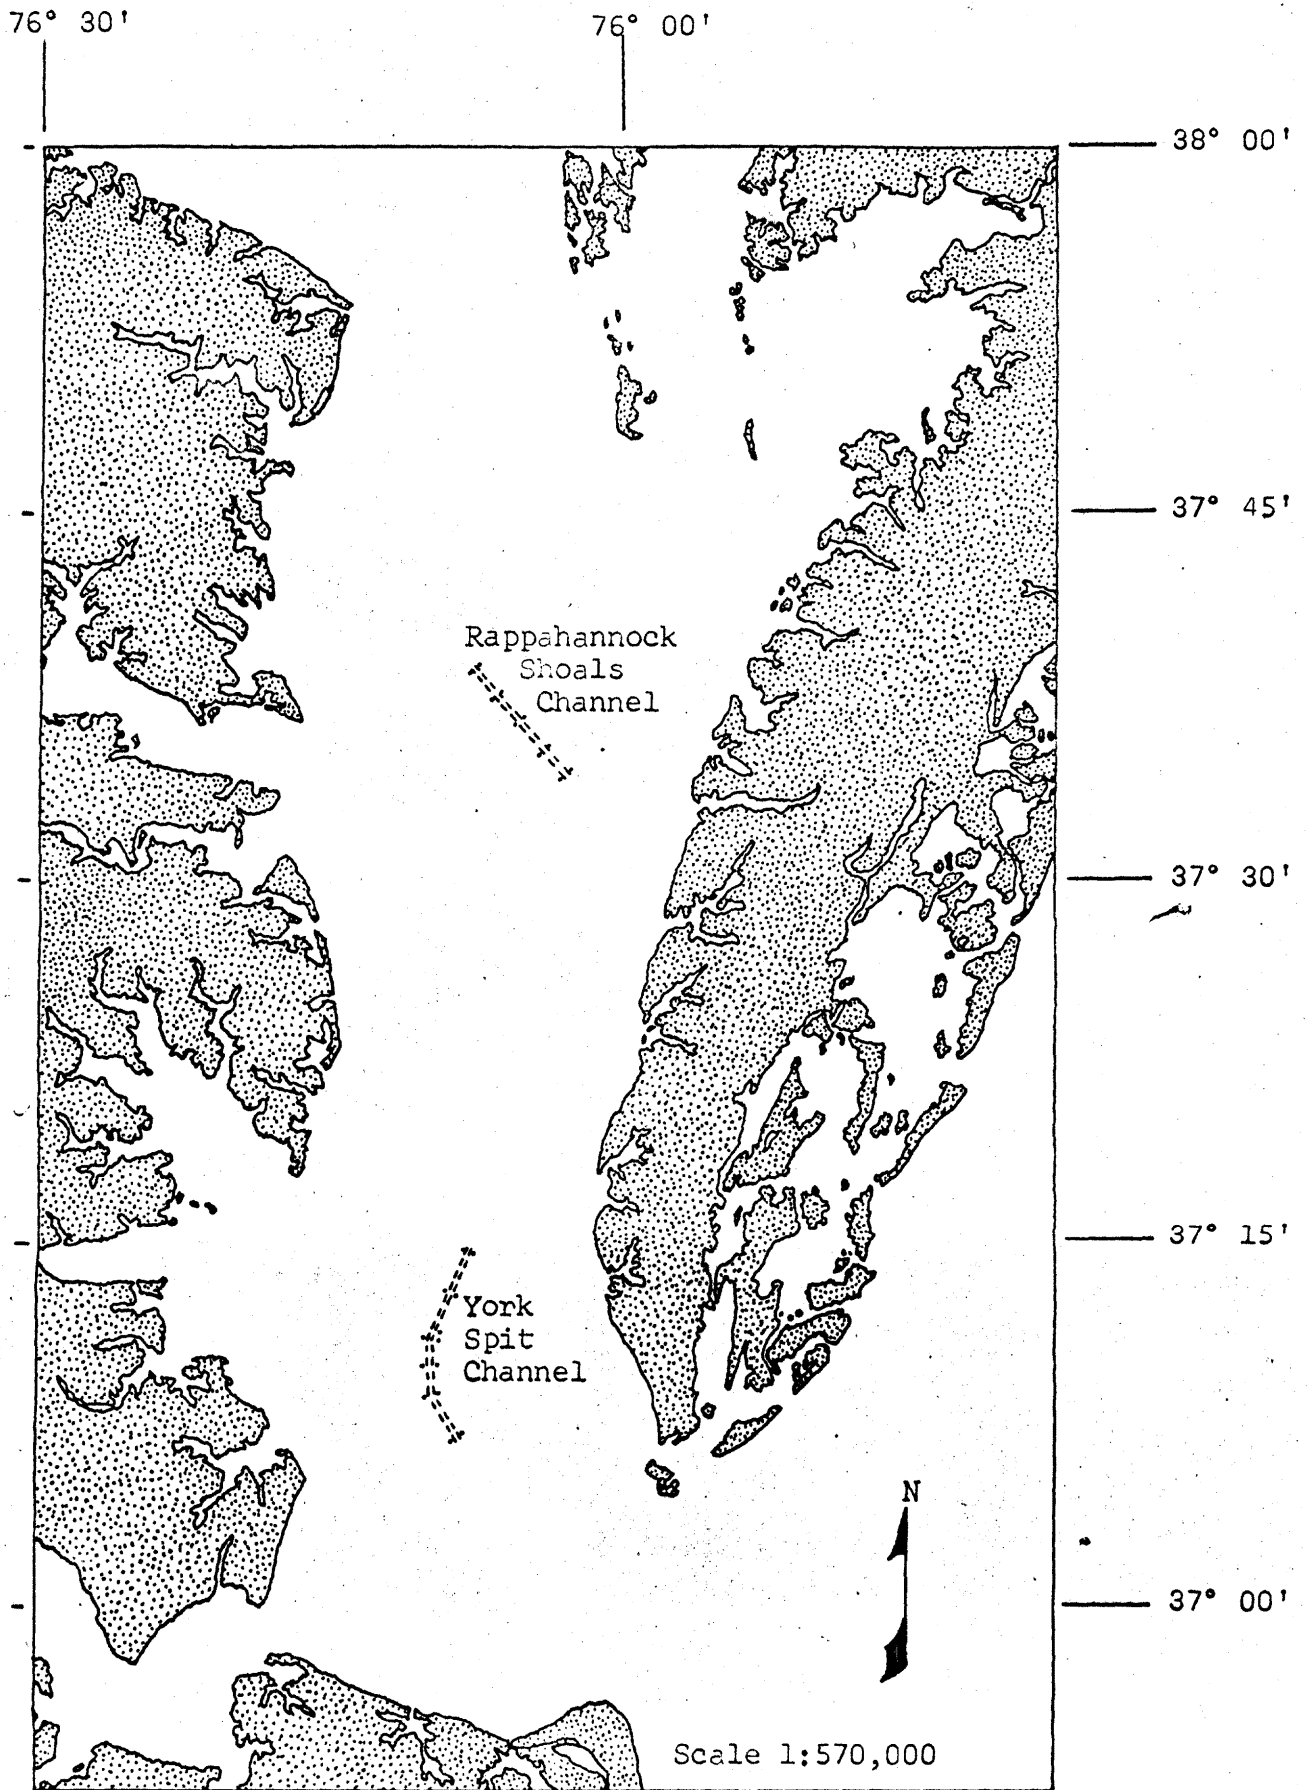 76° 30'
76° 00'
38° 00'
37° 45'
Rappahannock
Shoals
Channel
37° 30'
37° 15'
York
Spit
Channel
N
37° 00'
Scale 1:570,000